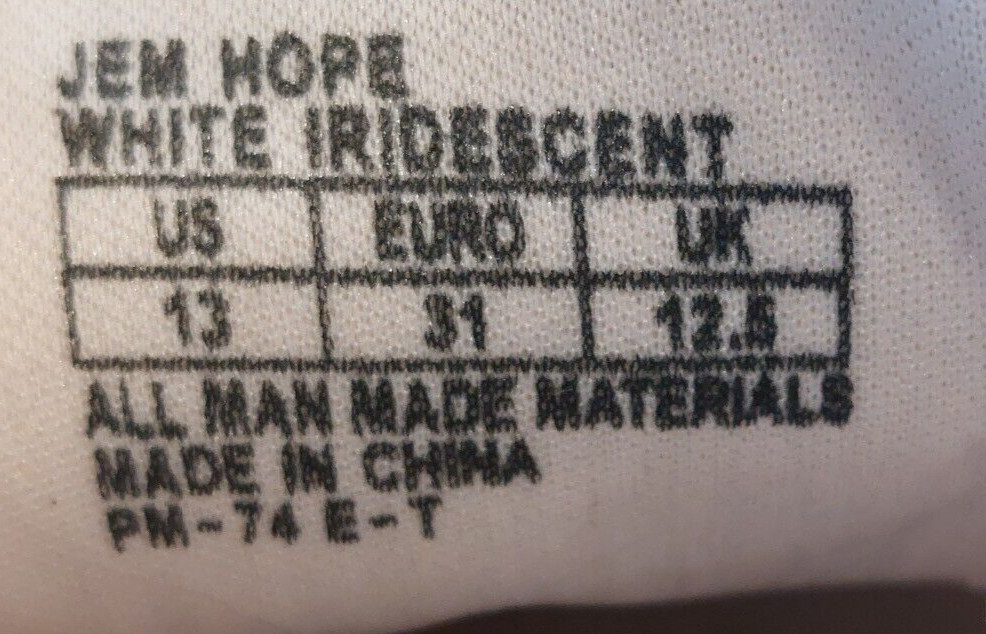 JEM HOPE
WHITE IRIDESCENT
US EURO UK
13 31 12.5
ALL MAN MADE MATERIALS
MADE IN CHINA
PM-74 E-T